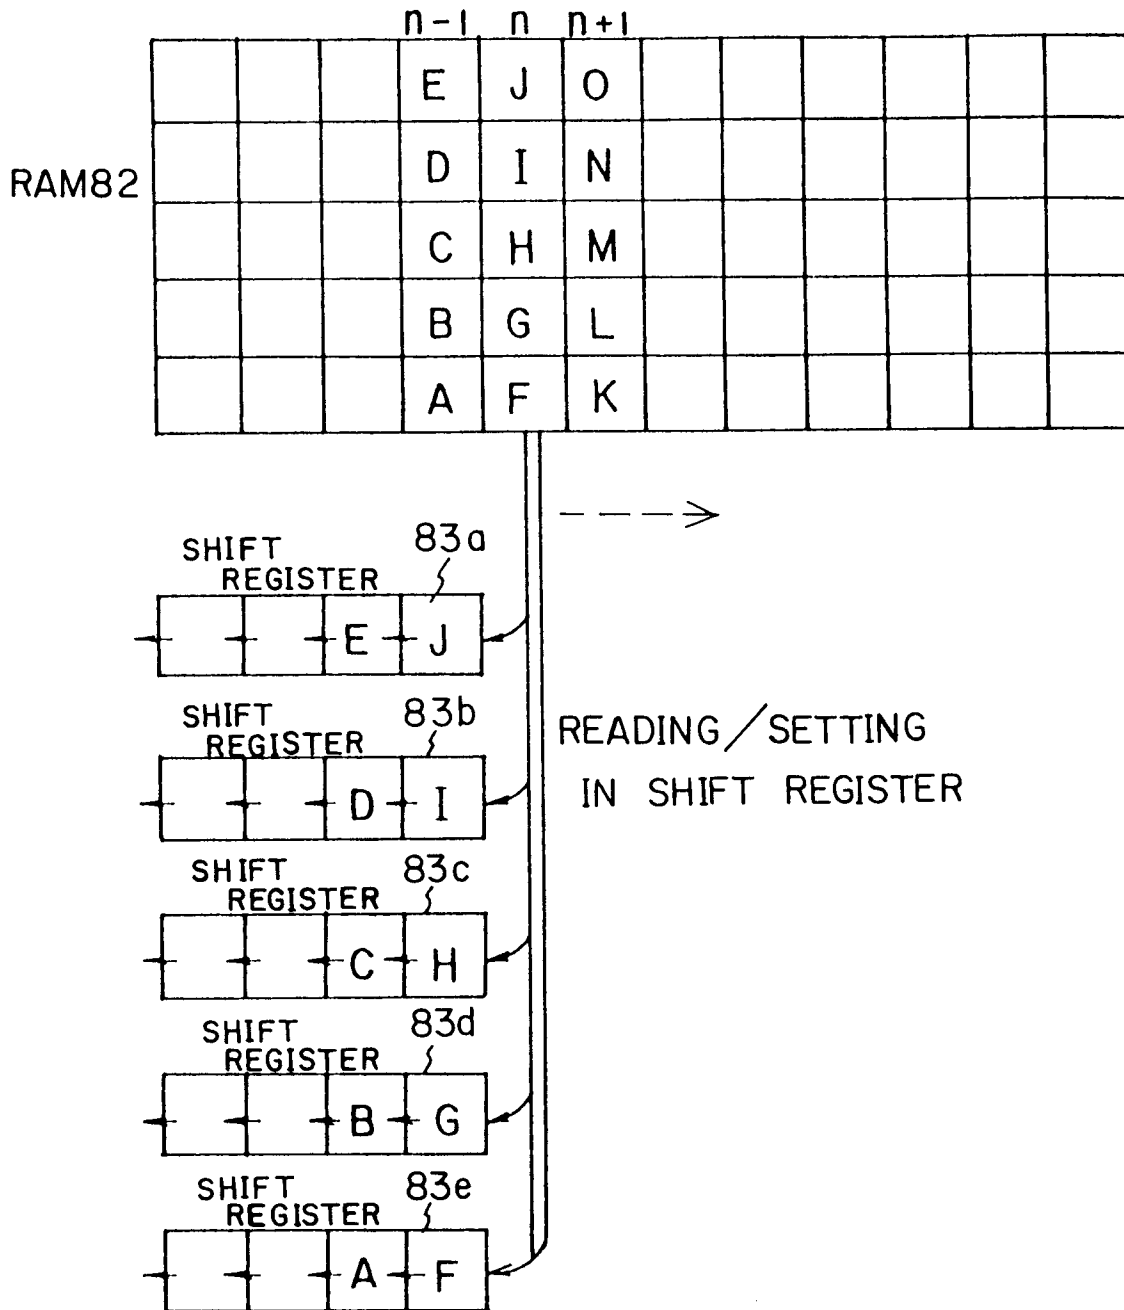 n-1 n n+1
E J O
RAM82 D I N
C H M
B G L
A F K
SHIFT REGISTER 83a
E J
SHIFT REGISTER 83b
D I
READING/SETTING
IN SHIFT REGISTER
SHIFT REGISTER 83c
C H
SHIFT REGISTER 83d
B G
SHIFT REGISTER 83e
A F